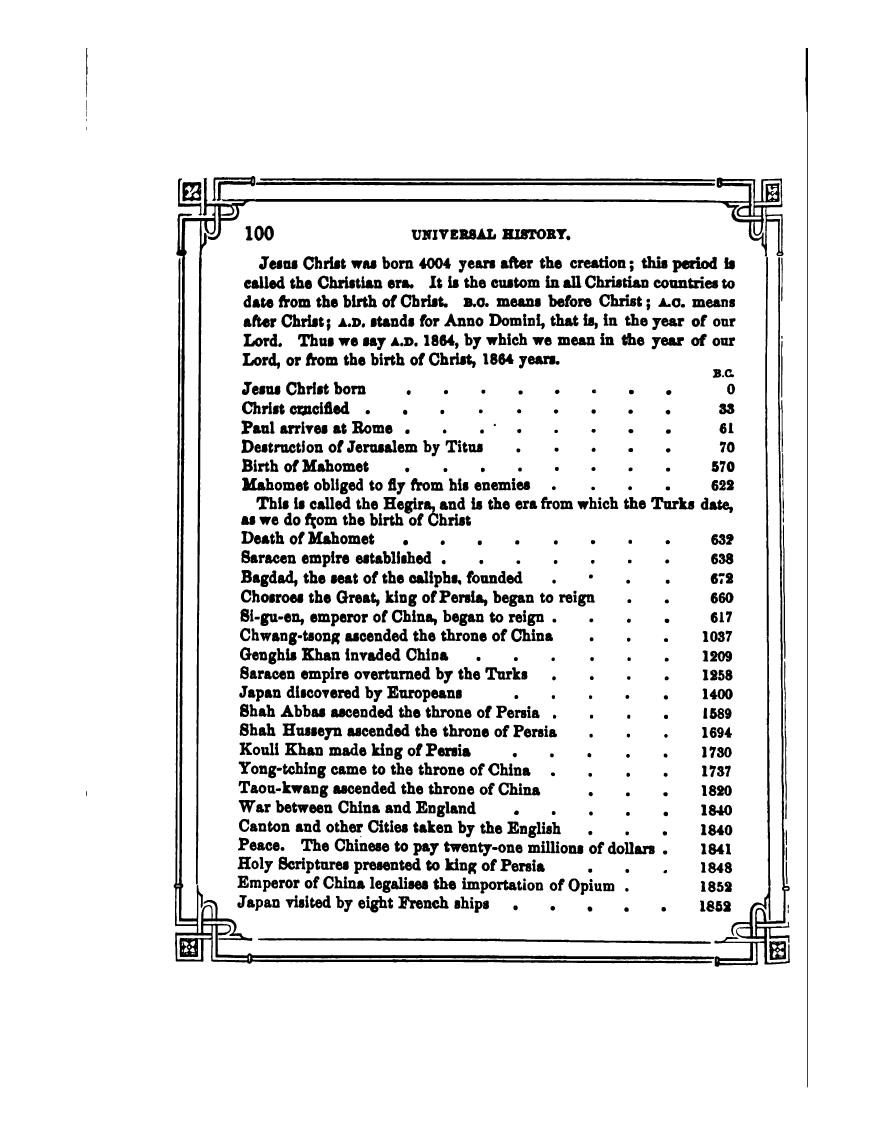 100 UNIVERSAL HISTORY.
Jesus Christ was born 4004 years after the creation; this period is
called the Christian era. It is the custom in all Christian countries to
date from the birth of Christ. B.C. means before Christ; A.C. means
after Christ; A.D. stands for Anno Domini, that is, in the year of our
Lord. Thus we say A.D. 1864, by which we mean in the year of our
Lord, or from the birth of Christ, 1864 years.
B.C.
Jesus Christ born . . . . . . . . 0
Christ crucified . . . . . . . . . 33
Paul arrives at Rome . . . . . . . . 61
Destruction of Jerusalem by Titus . . . . . 70
Birth of Mahomet . . . . . . . . 570
Mahomet obliged to fly from his enemies . . . . 622
This is called the Hegira, and is the era from which the Turks date,
as we do from the birth of Christ
Death of Mahomet . . . . . . . . 632
Saracen empire established . . . . . . . 638
Bagdad, the seat of the caliphs, founded . . . . 672
Chosroes the Great, king of Persia, began to reign . . 660
Si-gu-en, emperor of China, began to reign . . . . 617
Chwang-tsong ascended the throne of China . . . 1037
Genghis Khan invaded China . . . . . . 1209
Saracen empire overturned by the Turks . . . . 1258
Japan discovered by Europeans . . . . . 1400
Shah Abbas ascended the throne of Persia . . . . 1589
Shah Husseyn ascended the throne of Persia . . . 1694
Kouli Khan made king of Persia . . . . . 1730
Yong-tching came to the throne of China . . . . 1737
Taou-kwang ascended the throne of China . . . 1820
War between China and England . . . . . 1840
Canton and other Cities taken by the English . . . 1840
Peace. The Chinese to pay twenty-one millions of dollars . 1841
Holy Scriptures presented to king of Persia . . . 1848
Emperor of China legalises the importation of Opium . 1852
Japan visited by eight French ships . . . . . 1852